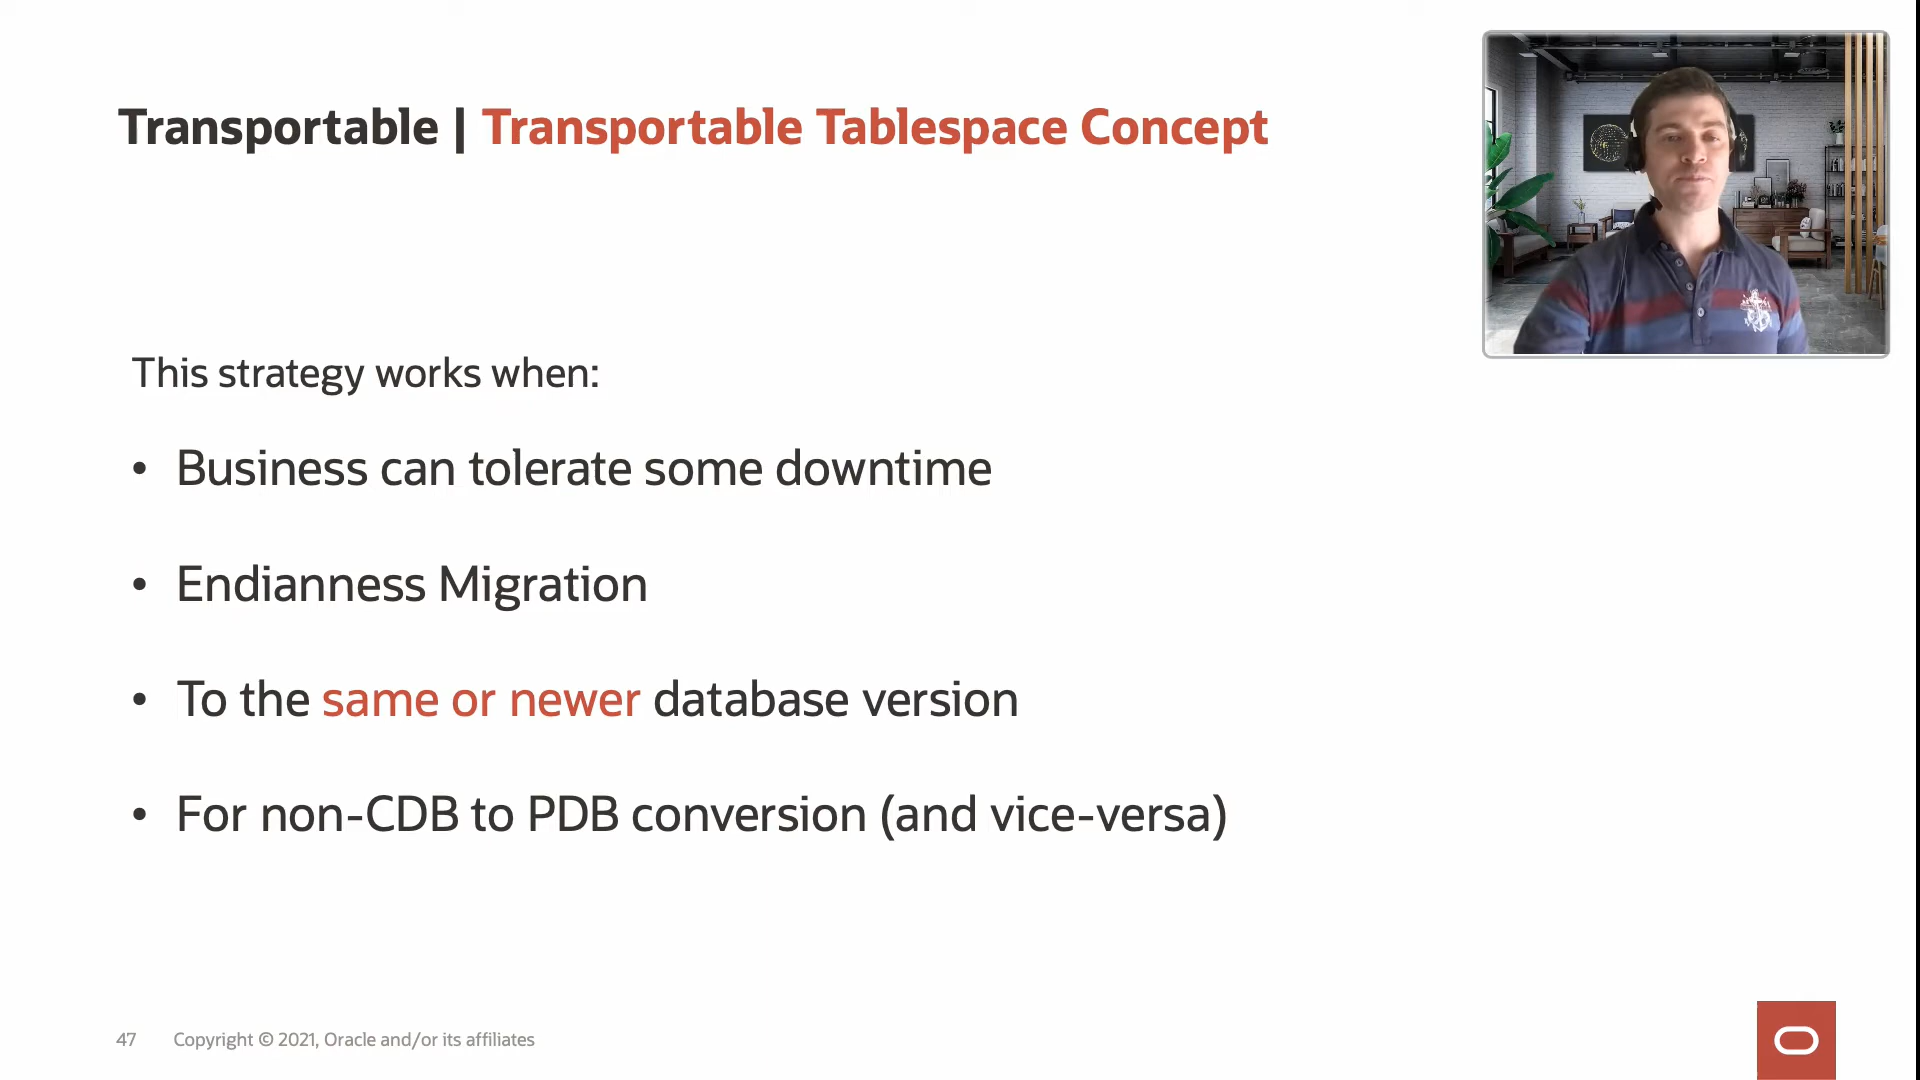 Transportable | Transportable Tablespace Concept
This strategy works when:
• Business can tolerate some downtime
• Endianness Migration
• To the same or newer database version
• For non-CDB to PDB conversion (and vice-versa)
47 Copyright © 2021, Oracle and/or its affiliates